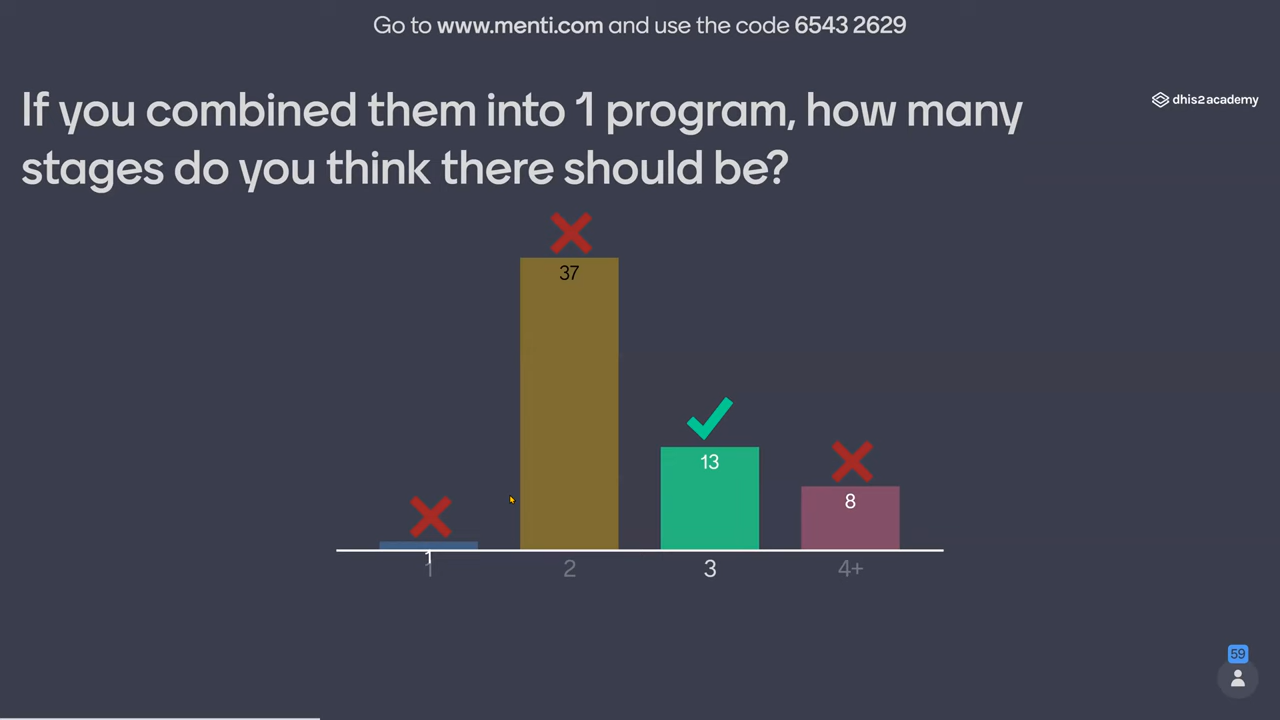 Go to www.menti.com and use the code 6543 2629
If you combined them into 1 program, how many
stages do you think there should be?
dhis2academy
37
13
8
1
1 2 3 4+
59